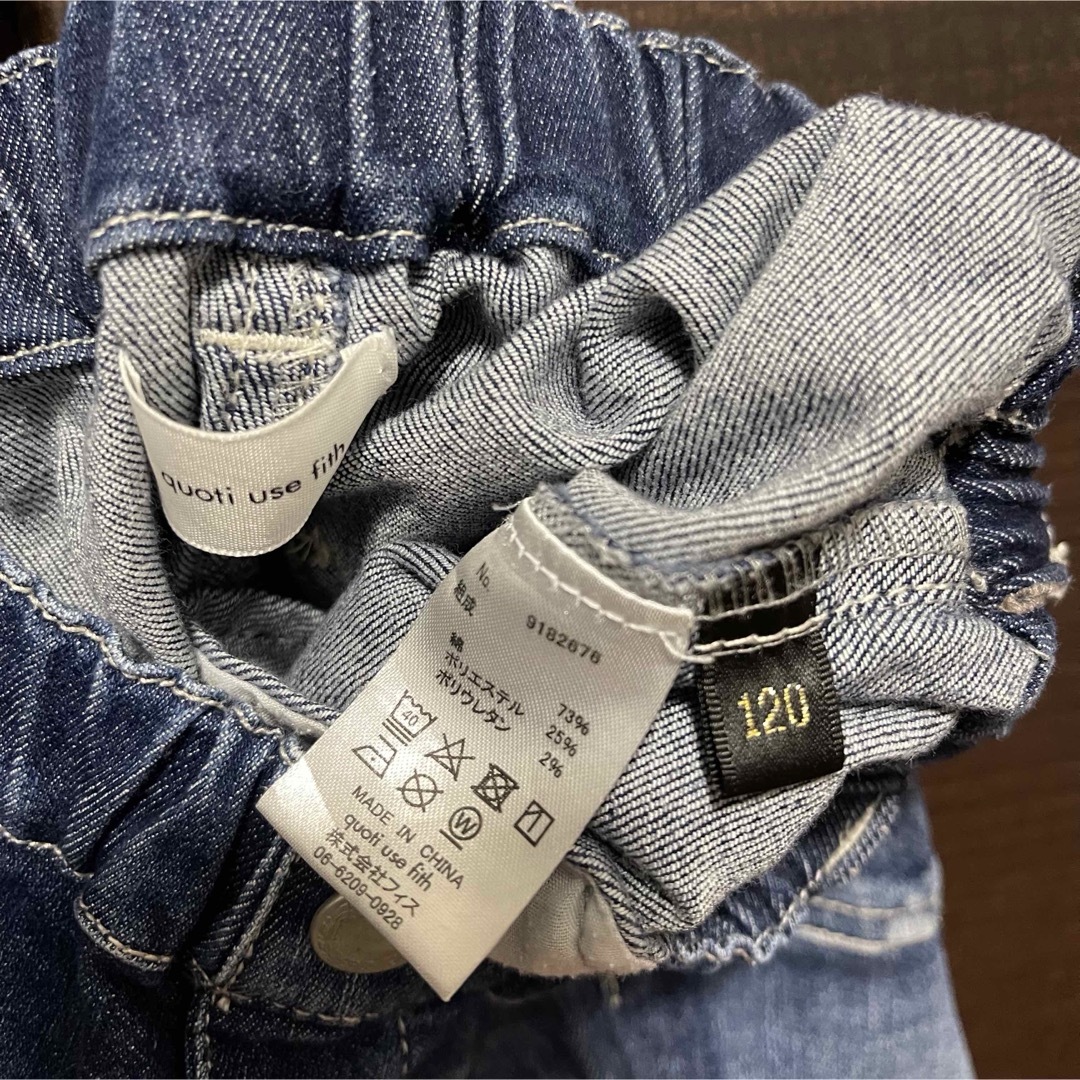 quoti use fith
No. 9182676
組成
綿 73%
ポリエステル 25%
ポリウレタン 2%
40
W
MADE IN CHINA
quoti use fith
株式会社フィス
06-6209-0928
120